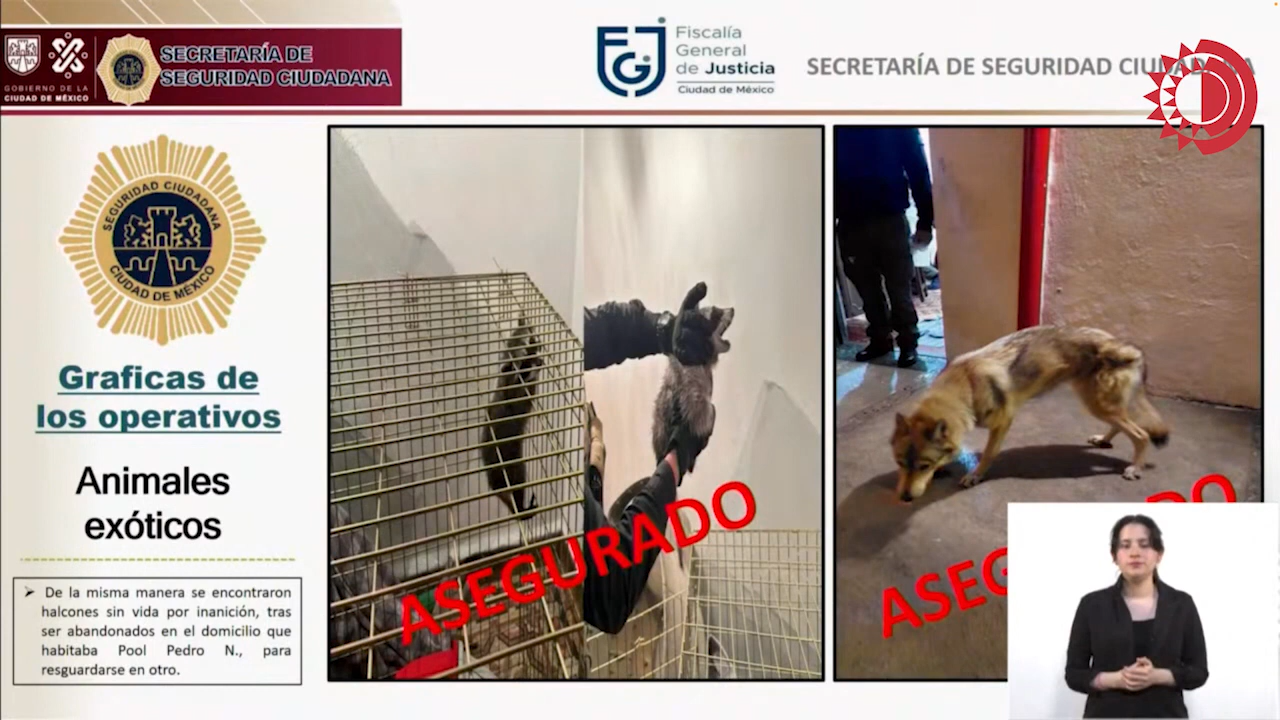 SECRETARÍA DE
SEGURIDAD CIUDADANA
GOBIERNO DE LA
CIUDAD DE MÉXICO
FGJ
Fiscalía
General
de Justicia
Ciudad de México
SECRETARÍA DE SEGURIDAD CIUDADANA
SEGURIDAD CIUDADANA
CIUDAD DE MÉXICO
Graficas de
los operativos
Animales
exóticos
➤ De la misma manera se encontraron
halcones sin vida por inanición, tras
ser abandonados en el domicilio que
habitaba Pool Pedro N., para
resguardarse en otro.
ASEGURADO